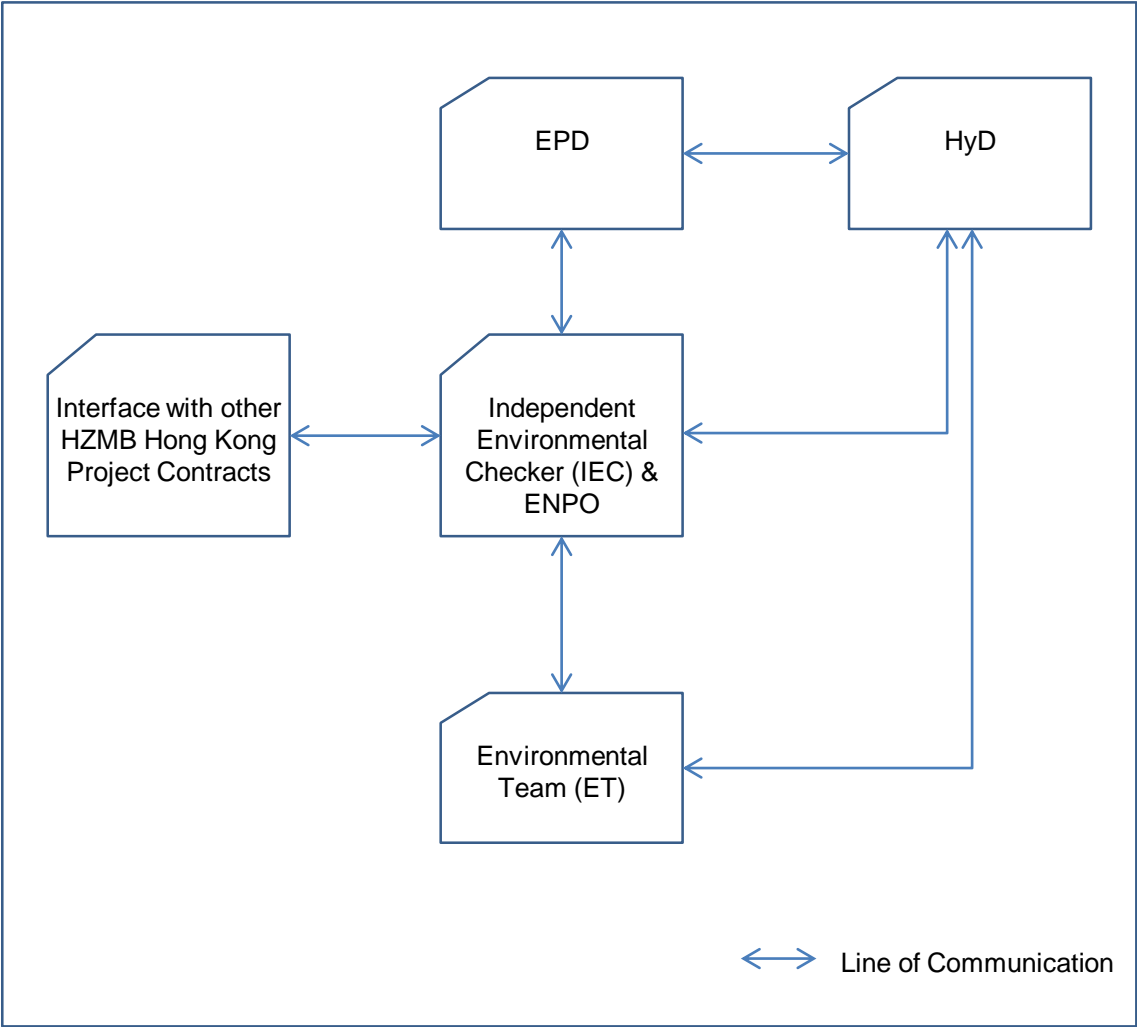 EPD
HyD
Interface with other
HZMB Hong Kong
Project Contracts
Independent
Environmental
Checker (IEC) &
ENPO
Environmental
Team (ET)
Line of Communication